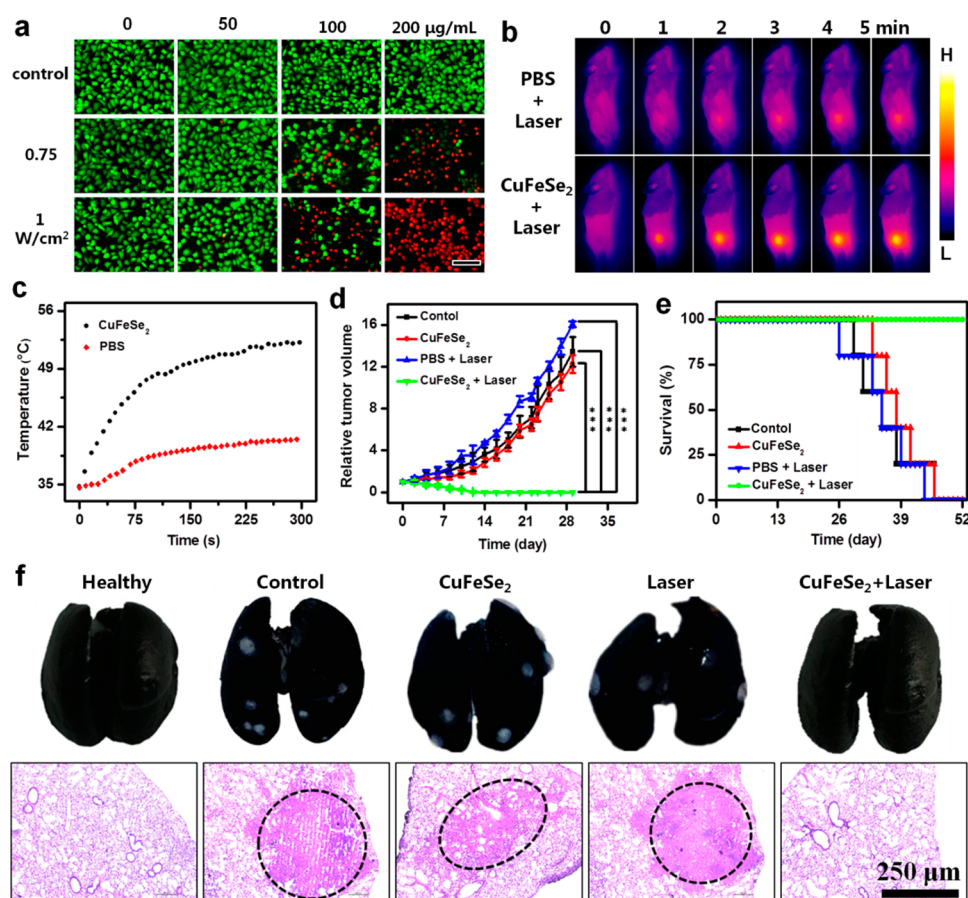 a
0 50 100 200 μg/mL
control
0.75
1
W/cm²
b
0 1 2 3 4 5 min
PBS
+
Laser
CuFeSe₂
+
Laser
H
L
c
Temperature (°C)
56
49
42
35
CuFeSe₂
PBS
0 75 150 225 300
Time (s)
d
Relative tumor volume
16
12
8
4
0
Contol
CuFeSe₂
PBS + Laser
CuFeSe₂ + Laser
***
***
***
0 7 14 21 28 35
Time (day)
e
Survival (%)
100
75
50
25
0
Contol
CuFeSe₂
PBS + Laser
CuFeSe₂ + Laser
0 13 26 39 52
Time (day)
f
Healthy Control CuFeSe₂ Laser CuFeSe₂+Laser
250 μm